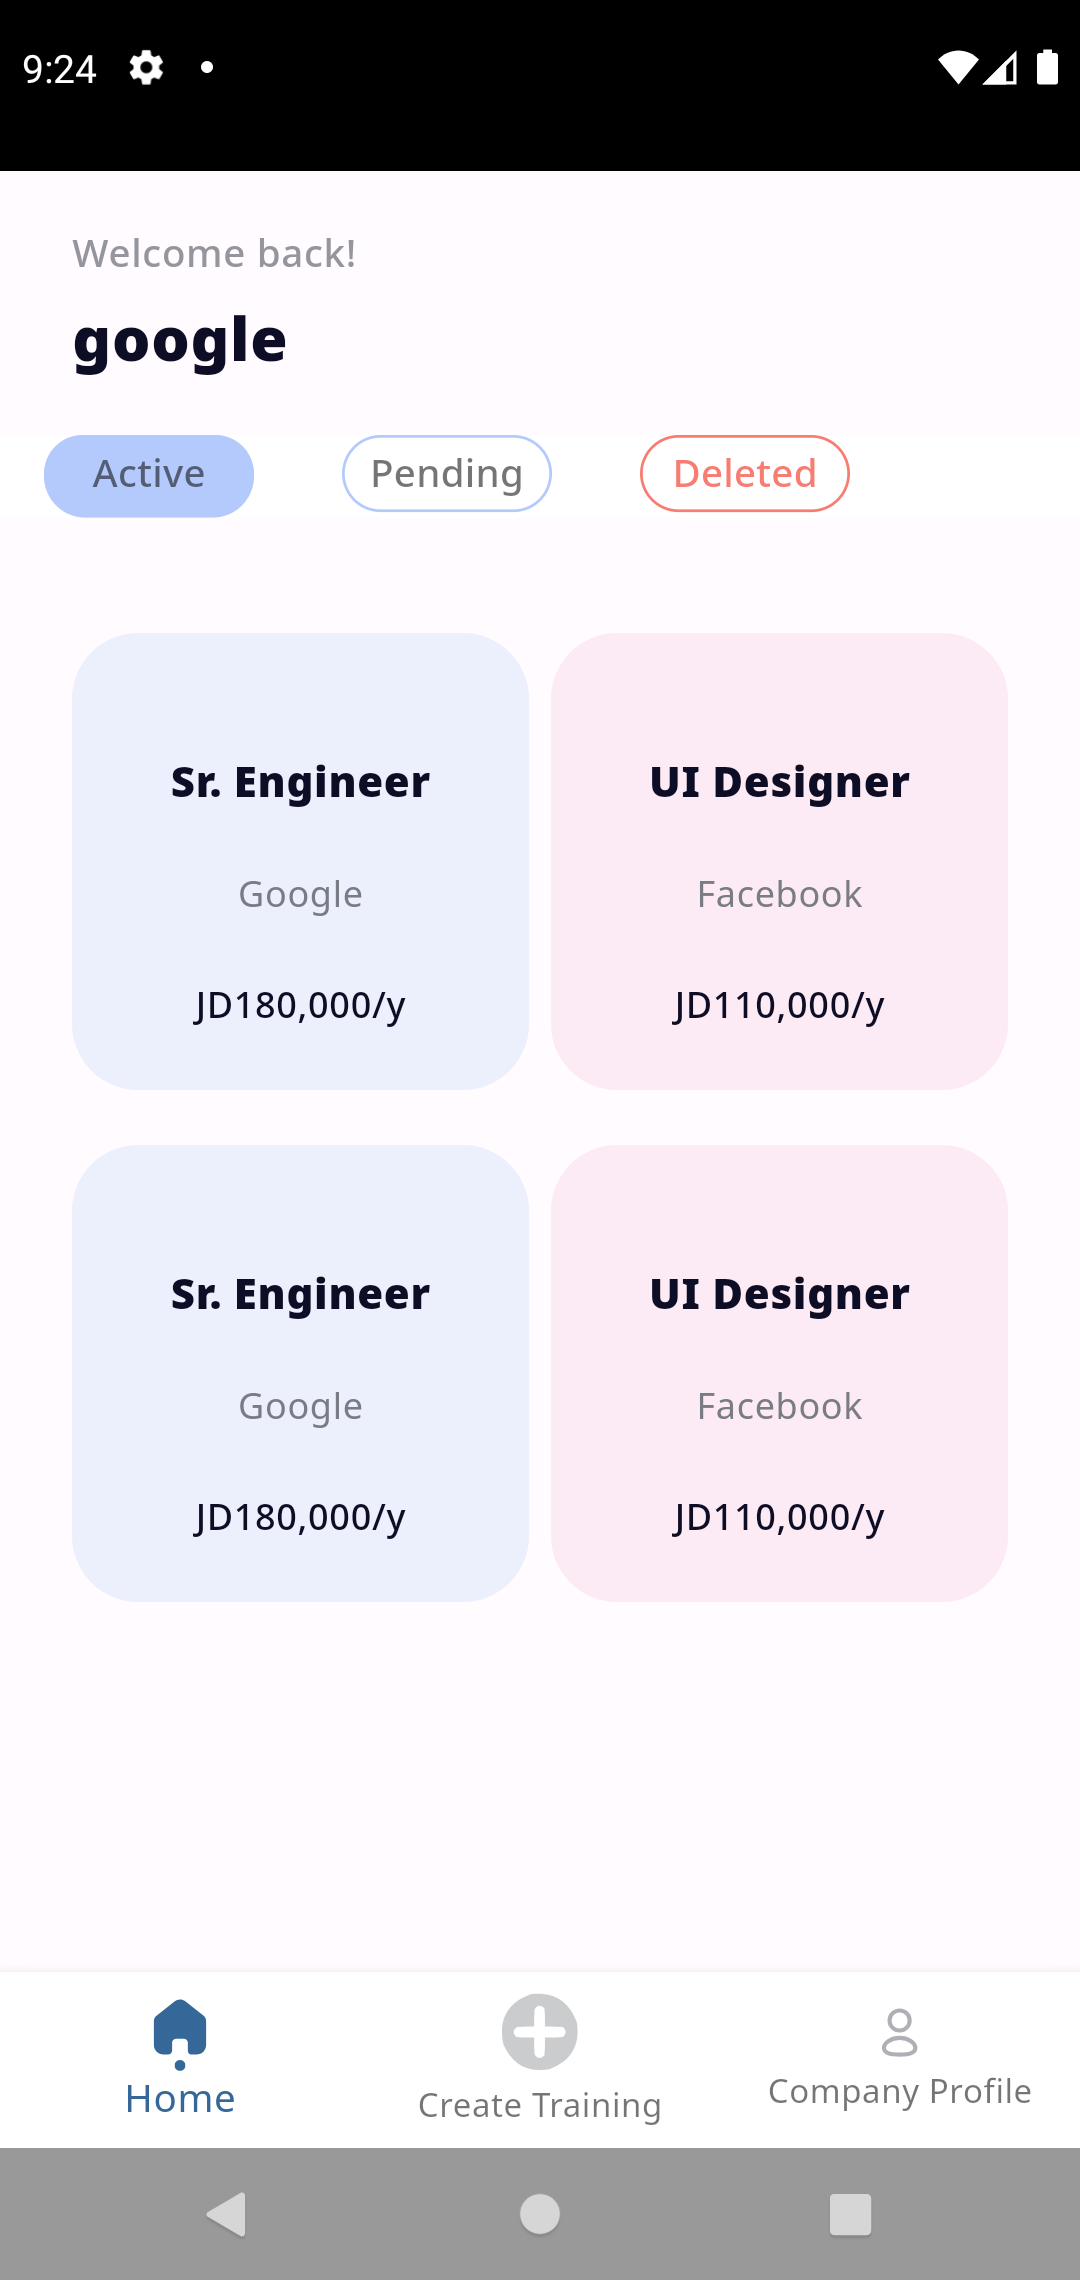 9:24
Welcome back!
google
Active Pending Deleted
Sr. Engineer UI Designer
Google Facebook
JD180,000/y JD110,000/y
Sr. Engineer UI Designer
Google Facebook
JD180,000/y JD110,000/y
Home Create Training Company Profile